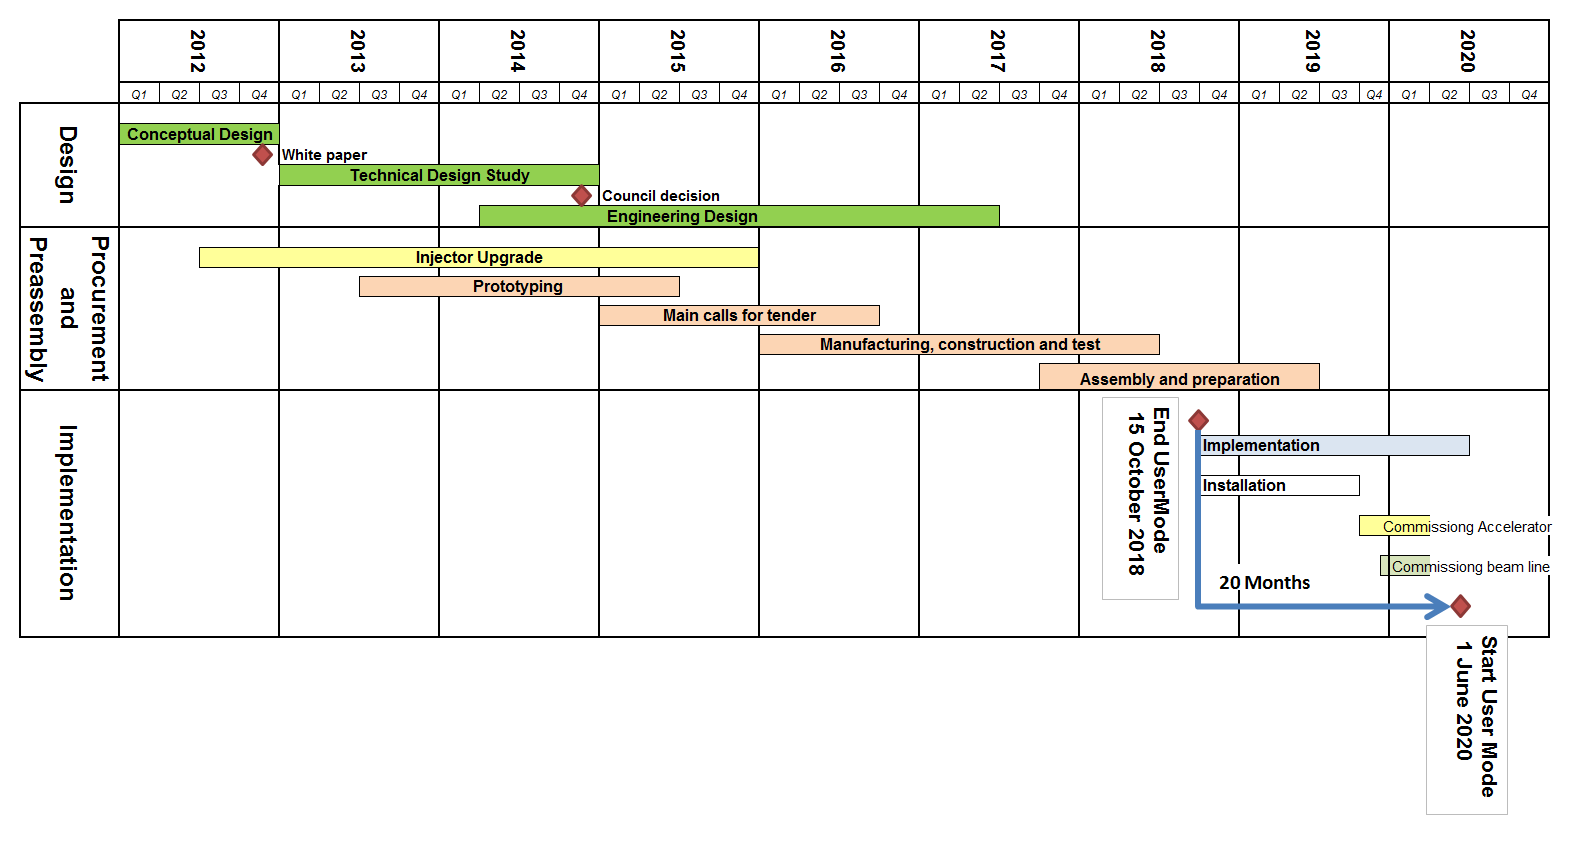 2012 2013 2014 2015 2016 2017 2018 2019 2020
Q1 Q2 Q3 Q4 Q1 Q2 Q3 Q4 Q1 Q2 Q3 Q4 Q1 Q2 Q3 Q4 Q1 Q2 Q3 Q4 Q1 Q2 Q3 Q4 Q1 Q2 Q3 Q4 Q1 Q2 Q3 Q4 Q1 Q2 Q3 Q4
Design
Conceptual Design
White paper
Technical Design Study
Council decision
Engineering Design
Procurement
and
Preassembly
Injector Upgrade
Prototyping
Main calls for tender
Manufacturing, construction and test
Assembly and preparation
Implementation
End UserMode
15 October 2018
Implementation
Installation
Commissiong Accelerator
Commissiong beam line
20 Months
Start User Mode
1 June 2020